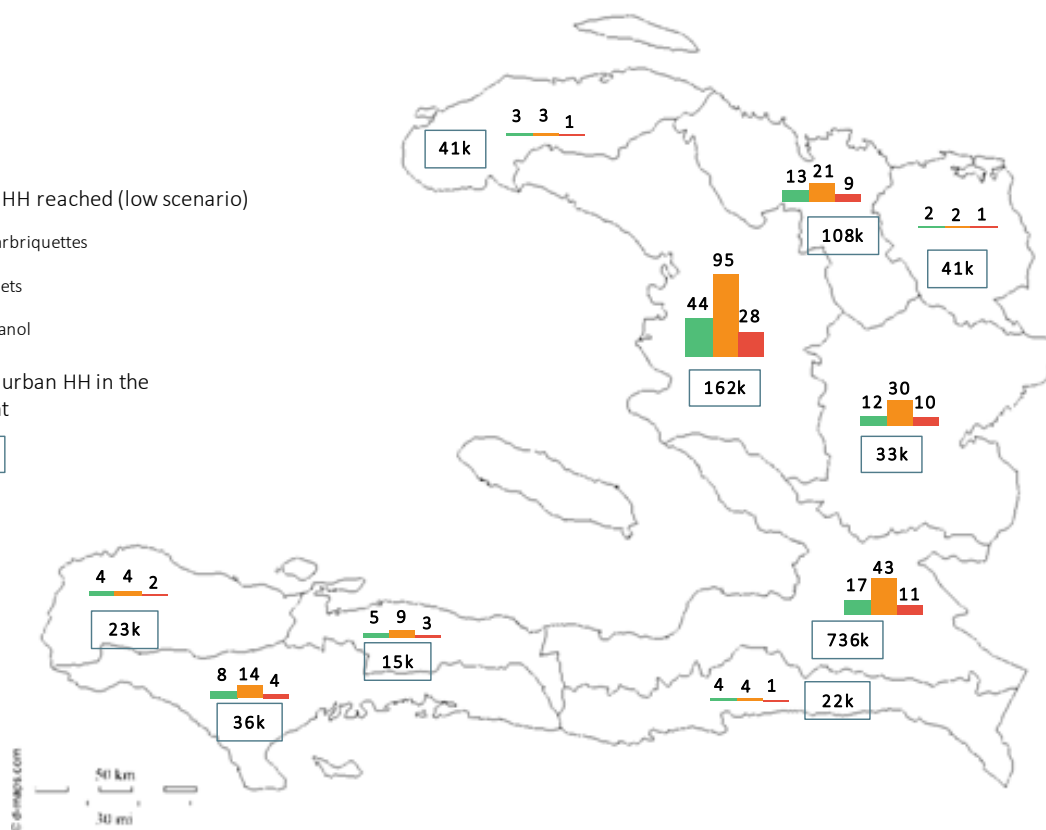 3 3 1
41k
HH reached (low scenario)
arbriquettes
ets
anol
urban HH in the
t
13 21 9
108k
2 2 1
41k
95
44
28
162k
12 30 10
33k
43
17
11
736k
4 4 2
23k
5 9 3
15k
8 14 4
36k
4 4 1
22k
50 km
30 mi
© d-maps.com